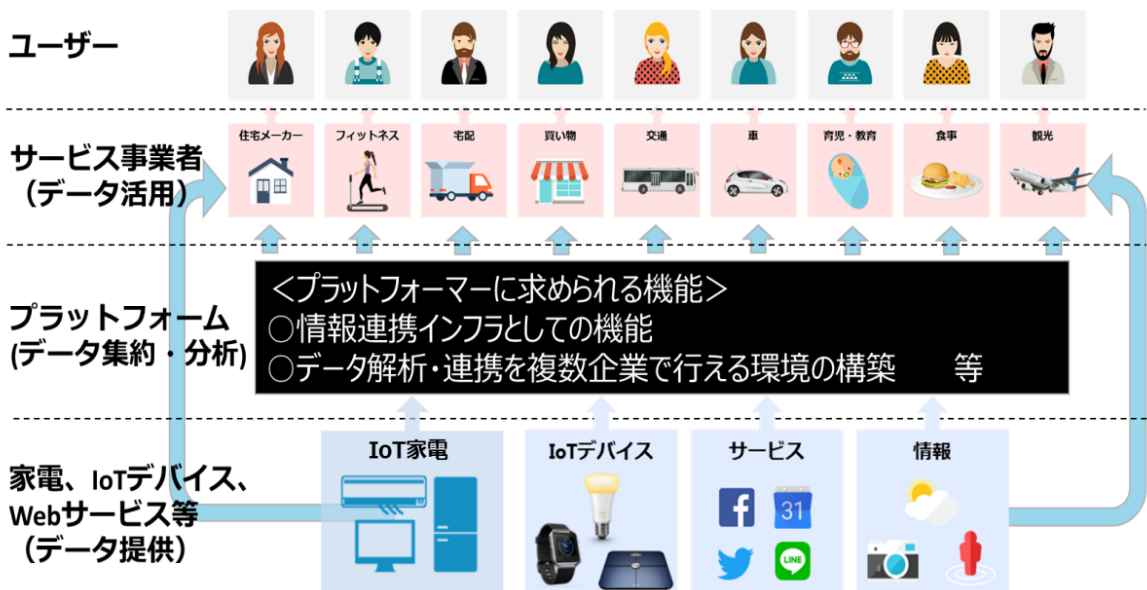 ユーザー
サービス事業者
（データ活用）
住宅メーカー
フィットネス
宅配
買い物
交通
車
育児・教育
食事
観光
プラットフォーム
(データ集約・分析)
＜プラットフォーマーに求められる機能＞
○情報連携インフラとしての機能
○データ解析・連携を複数企業で行える環境の構築　　等
家電、IoTデバイス、
Webサービス等
（データ提供）
IoT家電
IoTデバイス
サービス
31
LINE
情報